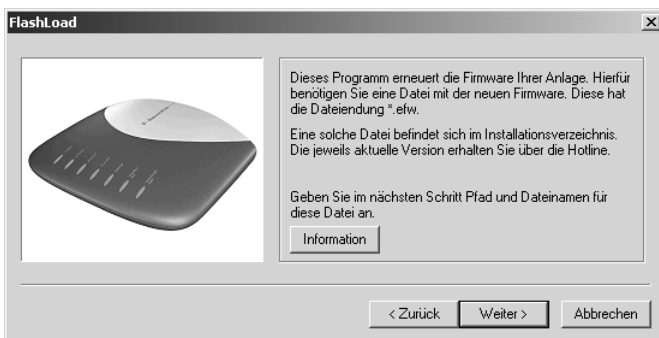 FlashLoad
Dieses Programm erneuert die Firmware Ihrer Anlage. Hierfür
benötigen Sie eine Datei mit der neuen Firmware. Diese hat
die Dateiendung *.efw.
Eine solche Datei befindet sich im Installationsverzeichnis.
Die jeweils aktuelle Version erhalten Sie über die Hotline.
Geben Sie im nächsten Schritt Pfad und Dateinamen für
diese Datei an.
Information
< Zurück
Weiter >
Abbrechen